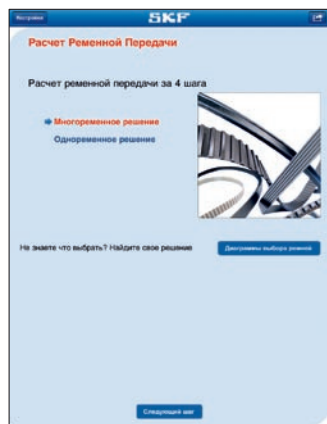 Настройки
SKF
Расчет Ременной Передачи
Расчет ременной передачи за 4 шага
Многоременное решение
Одноременное решение
Не знаете что выбрать? Найдите свое решение
Диаграммы выбора ремней
Следующий шаг